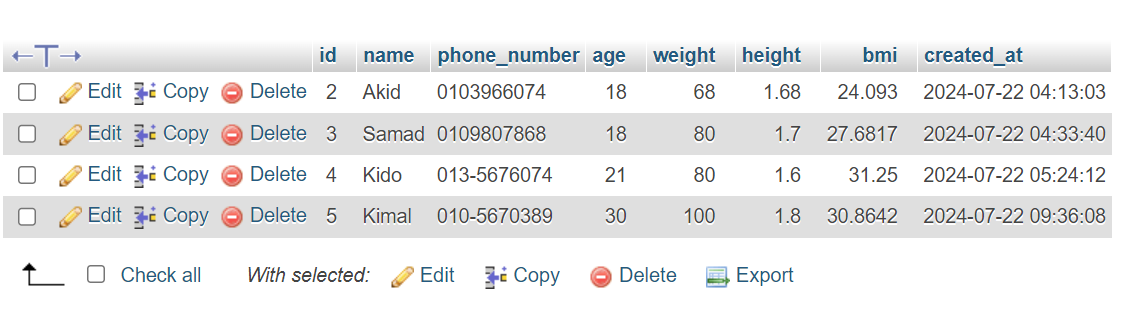 id name phone_number age weight height bmi created_at
Edit Copy Delete 2 Akid 0103966074 18 68 1.68 24.093 2024-07-22 04:13:03
Edit Copy Delete 3 Samad 0109807868 18 80 1.7 27.6817 2024-07-22 04:33:40
Edit Copy Delete 4 Kido 013-5676074 21 80 1.6 31.25 2024-07-22 05:24:12
Edit Copy Delete 5 Kimal 010-5670389 30 100 1.8 30.8642 2024-07-22 09:36:08
Check all With selected: Edit Copy Delete Export